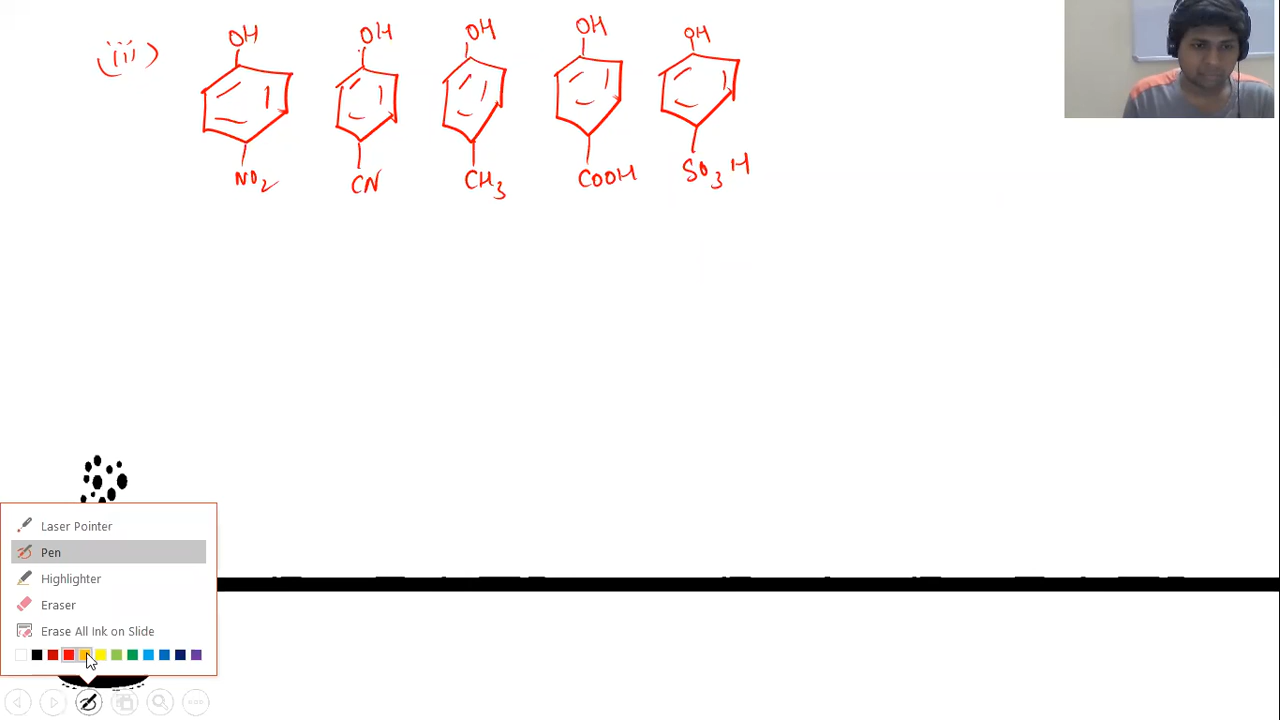 (ii)
OH OH OH OH OH
NO2 CN CH3 COOH SO3H
Laser Pointer
Pen
Highlighter
Eraser
Erase All Ink on Slide